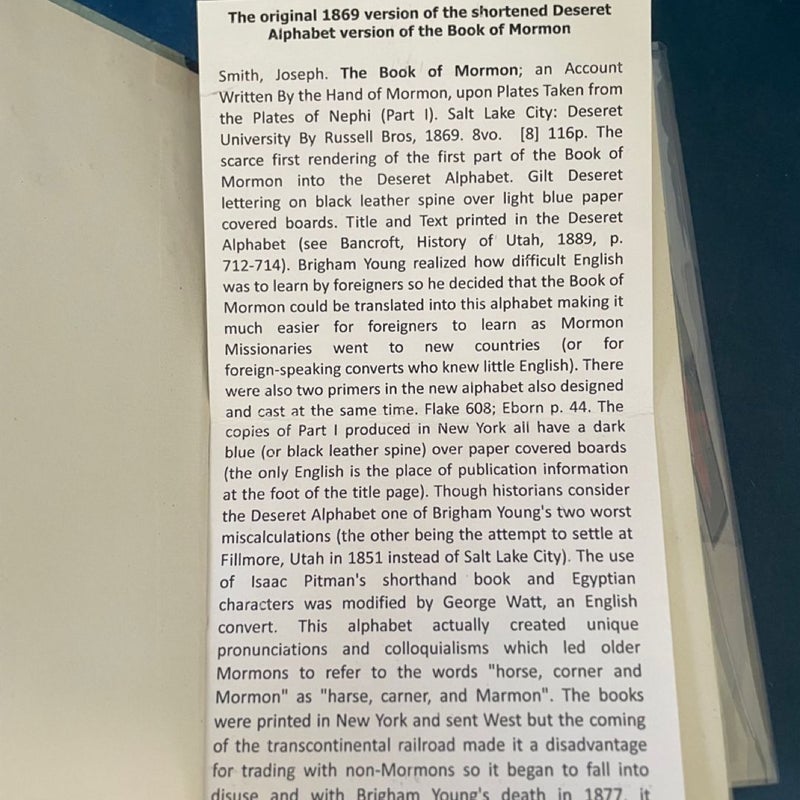 The original 1869 version of the shortened Deseret
Alphabet version of the Book of Mormon
Smith, Joseph. The Book of Mormon; an Account
Written By the Hand of Mormon, upon Plates Taken from
the Plates of Nephi (Part I). Salt Lake City: Deseret
University By Russell Bros, 1869. 8vo. [8] 116p. The
scarce first rendering of the first part of the Book of
Mormon into the Deseret Alphabet. Gilt Deseret
lettering on black leather spine over light blue paper
covered boards. Title and Text printed in the Deseret
Alphabet (see Bancroft, History of Utah, 1889, p.
712-714). Brigham Young realized how difficult English
was to learn by foreigners so he decided that the Book of
Mormon could be translated into this alphabet making it
much easier for foreigners to learn as Mormon
Missionaries went to new countries (or for
foreign-speaking converts who knew little English). There
were also two primers in the new alphabet also designed
and cast at the same time. Flake 608; Eborn p. 44. The
copies of Part I produced in New York all have a dark
blue (or black leather spine) over paper covered boards
(the only English is the place of publication information
at the foot of the title page). Though historians consider
the Deseret Alphabet one of Brigham Young's two worst
miscalculations (the other being the attempt to settle at
Fillmore, Utah in 1851 instead of Salt Lake City). The use
of Isaac Pitman's shorthand book and Egyptian
characters was modified by George Watt, an English
convert. This alphabet actually created unique
pronunciations and colloquialisms which led older
Mormons to refer to the words "horse, corner and
Mormon" as "harse, carner, and Marmon". The books
were printed in New York and sent West but the coming
of the transcontinental railroad made it a disadvantage
for trading with non-Mormons so it began to fall into
disuse and with Brigham Young's death in 1877, it